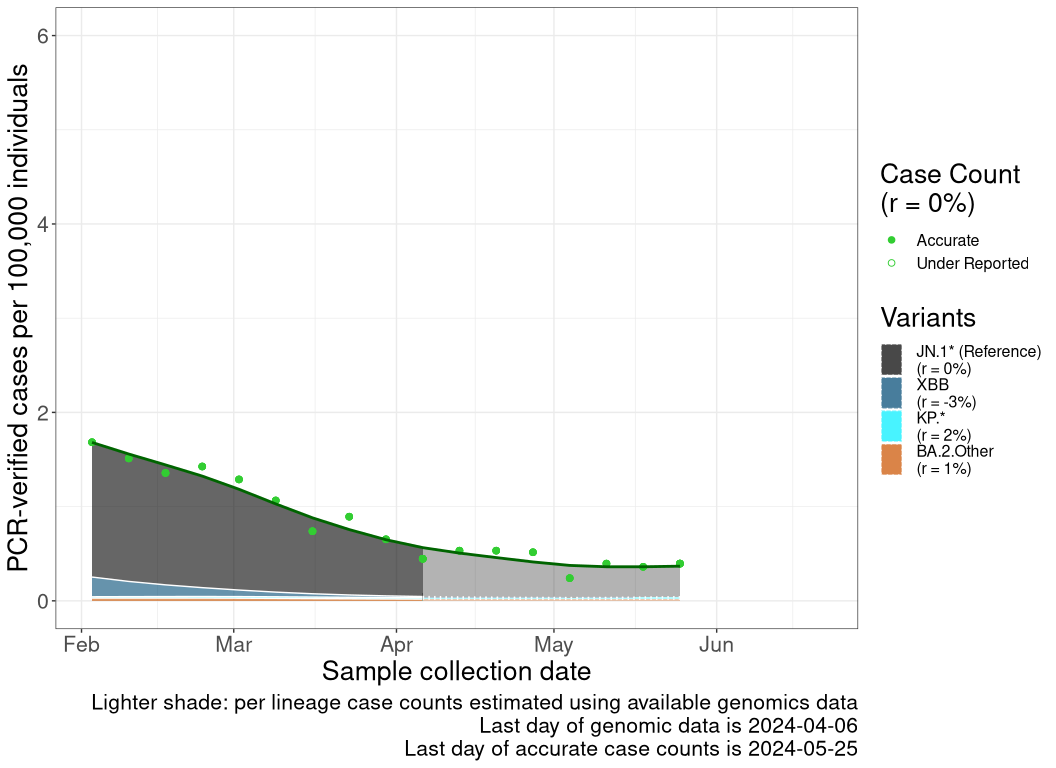 PCR-verified cases per 100,000 individuals
6
4
2
0
Feb
Mar
Apr
May
Jun
Sample collection date
Lighter shade: per lineage case counts estimated using available genomics data
Last day of genomic data is 2024-04-06
Last day of accurate case counts is 2024-05-25
Case Count
(r = 0%)
Accurate
Under Reported
Variants
JN.1* (Reference)
(r = 0%)
XBB
(r = -3%)
KP.*
(r = 2%)
BA.2.Other
(r = 1%)